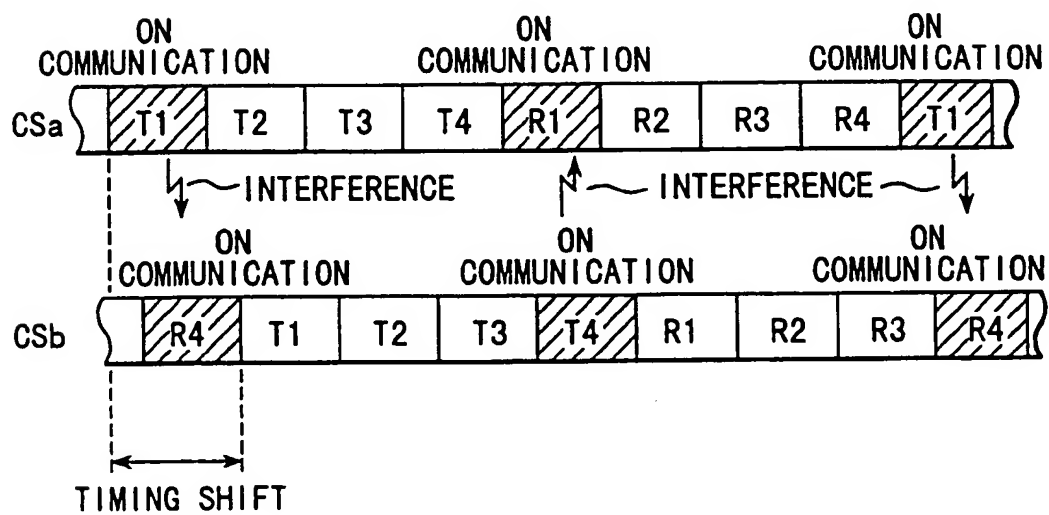 ON COMMUNICATION
ON COMMUNICATION
ON COMMUNICATION
CSa T1 T2 T3 T4 R1 R2 R3 R4 T1
INTERFERENCE INTERFERENCE
ON COMMUNICATION
ON COMMUNICATION
ON COMMUNICATION
CSb R4 T1 T2 T3 T4 R1 R2 R3 R4
TIMING SHIFT